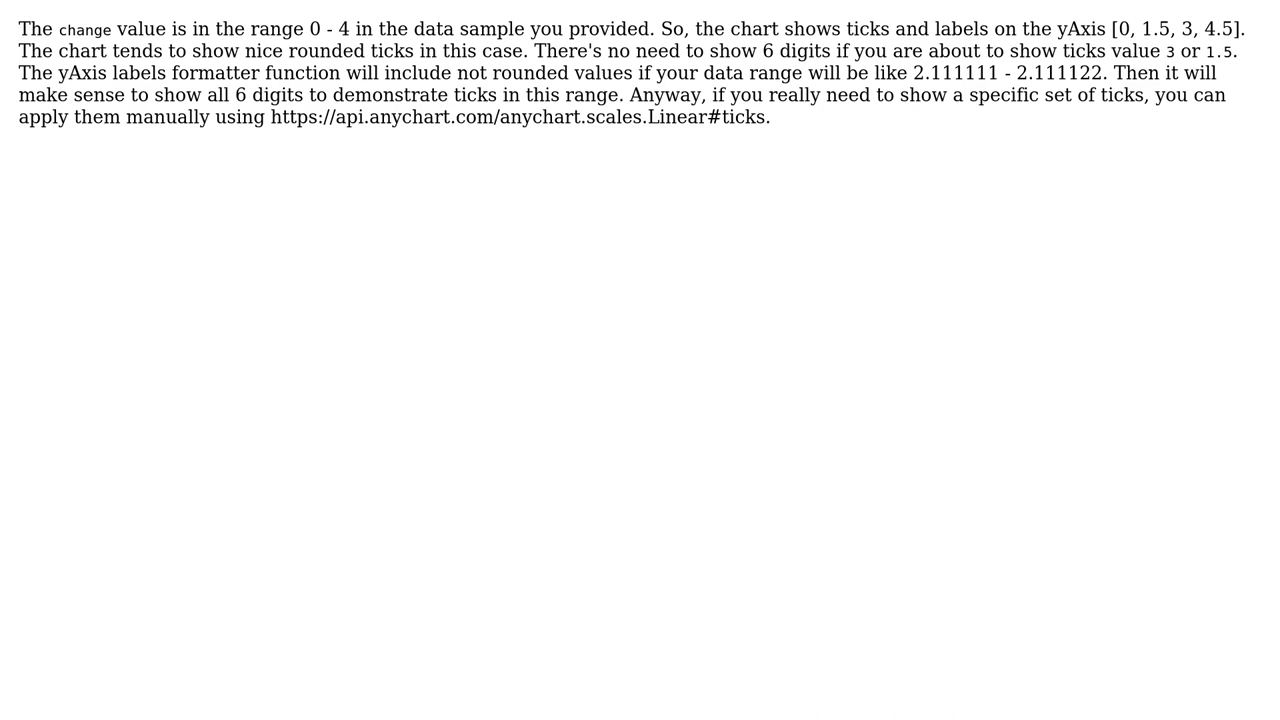 The change value is in the range 0 - 4 in the data sample you provided. So, the chart shows ticks and labels on the yAxis [0, 1.5, 3, 4.5].
The chart tends to show nice rounded ticks in this case. There's no need to show 6 digits if you are about to show ticks value 3 or 1.5.
The yAxis labels formatter function will include not rounded values if your data range will be like 2.111111 - 2.111122. Then it will
make sense to show all 6 digits to demonstrate ticks in this range. Anyway, if you really need to show a specific set of ticks, you can
apply them manually using https://api.anychart.com/anychart.scales.Linear#ticks.